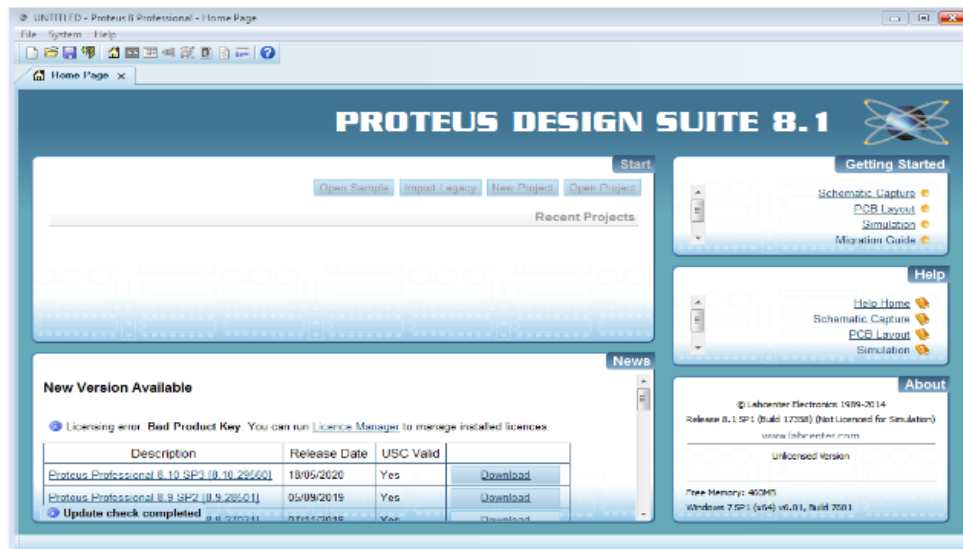 UNTITLED - Proteus 8 Professional - Home Page
File System Help
Home Page
PROTEUS DESIGN SUITE 8.1
Start
Open Sample Import Legacy New Project Open Project
Recent Projects
Getting Started
Schematic Capture
PCB Layout
Simulation
Migration Guide
Help
Help Home
Schematic Capture
PCB Layout
Simulation
News
New Version Available
Licensing error. Bad Product Key. You can run Licence Manager to manage installed licences.
Description Release Date USC Valid
Proteus Professional 8.10 SP3 [8.10.29560] 18/05/2020 Yes Download
Proteus Professional 8.9 SP2 [8.9.28501] 05/09/2019 Yes Download
Update check completed 07/11/2018 Yes Download
About
© Labcenter Electronics 1989-2014
Release 8.1 SP1 (Build 17358) (Not Licenced for Simulation)
www.labcenter.com
Unlicensed Version
Free Memory: 460MB
Windows 7 SP1 (x64) v6.01, Build 7601